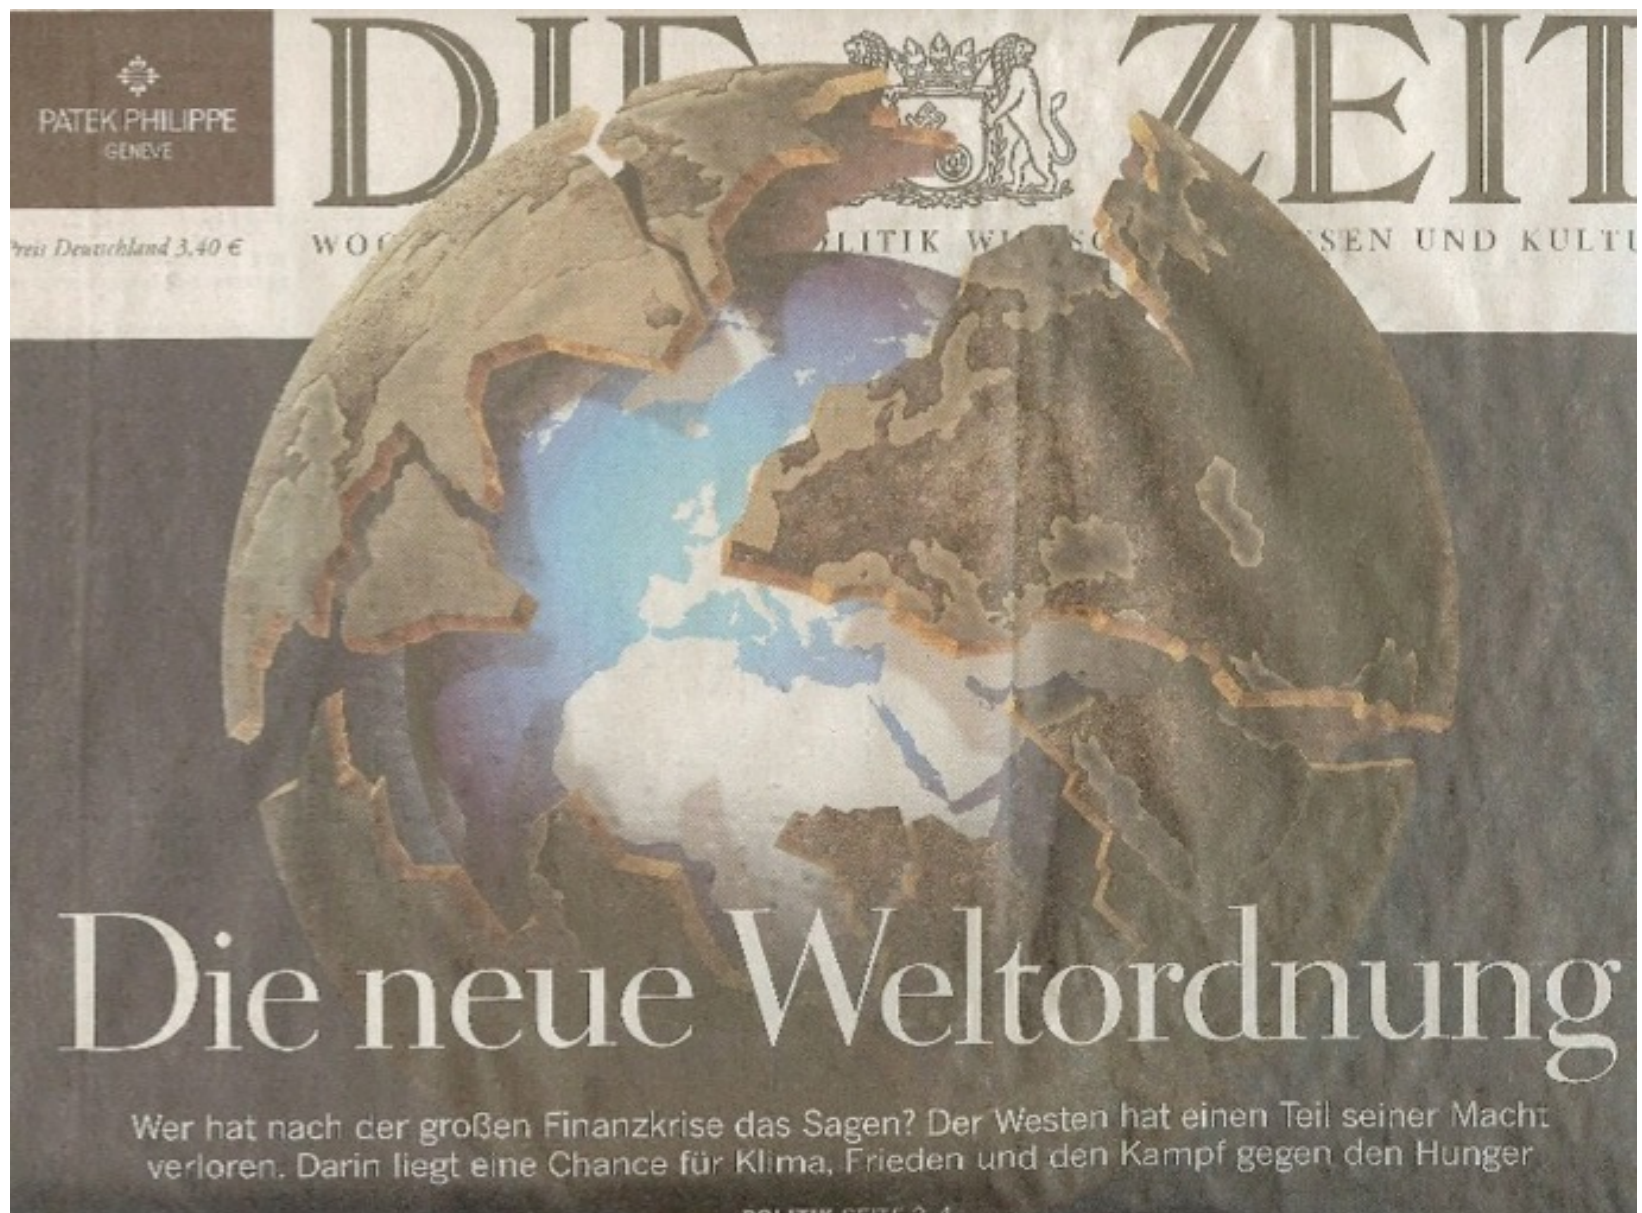 DIE ZEIT
PATEK PHILIPPE
GENEVE
Preis Deutschland 3,40 €
Die neue Weltordnung
Wer hat nach der großen Finanzkrise das Sagen? Der Westen hat einen Teil seiner Macht
verloren. Darin liegt eine Chance für Klima, Frieden und den Kampf gegen den Hunger